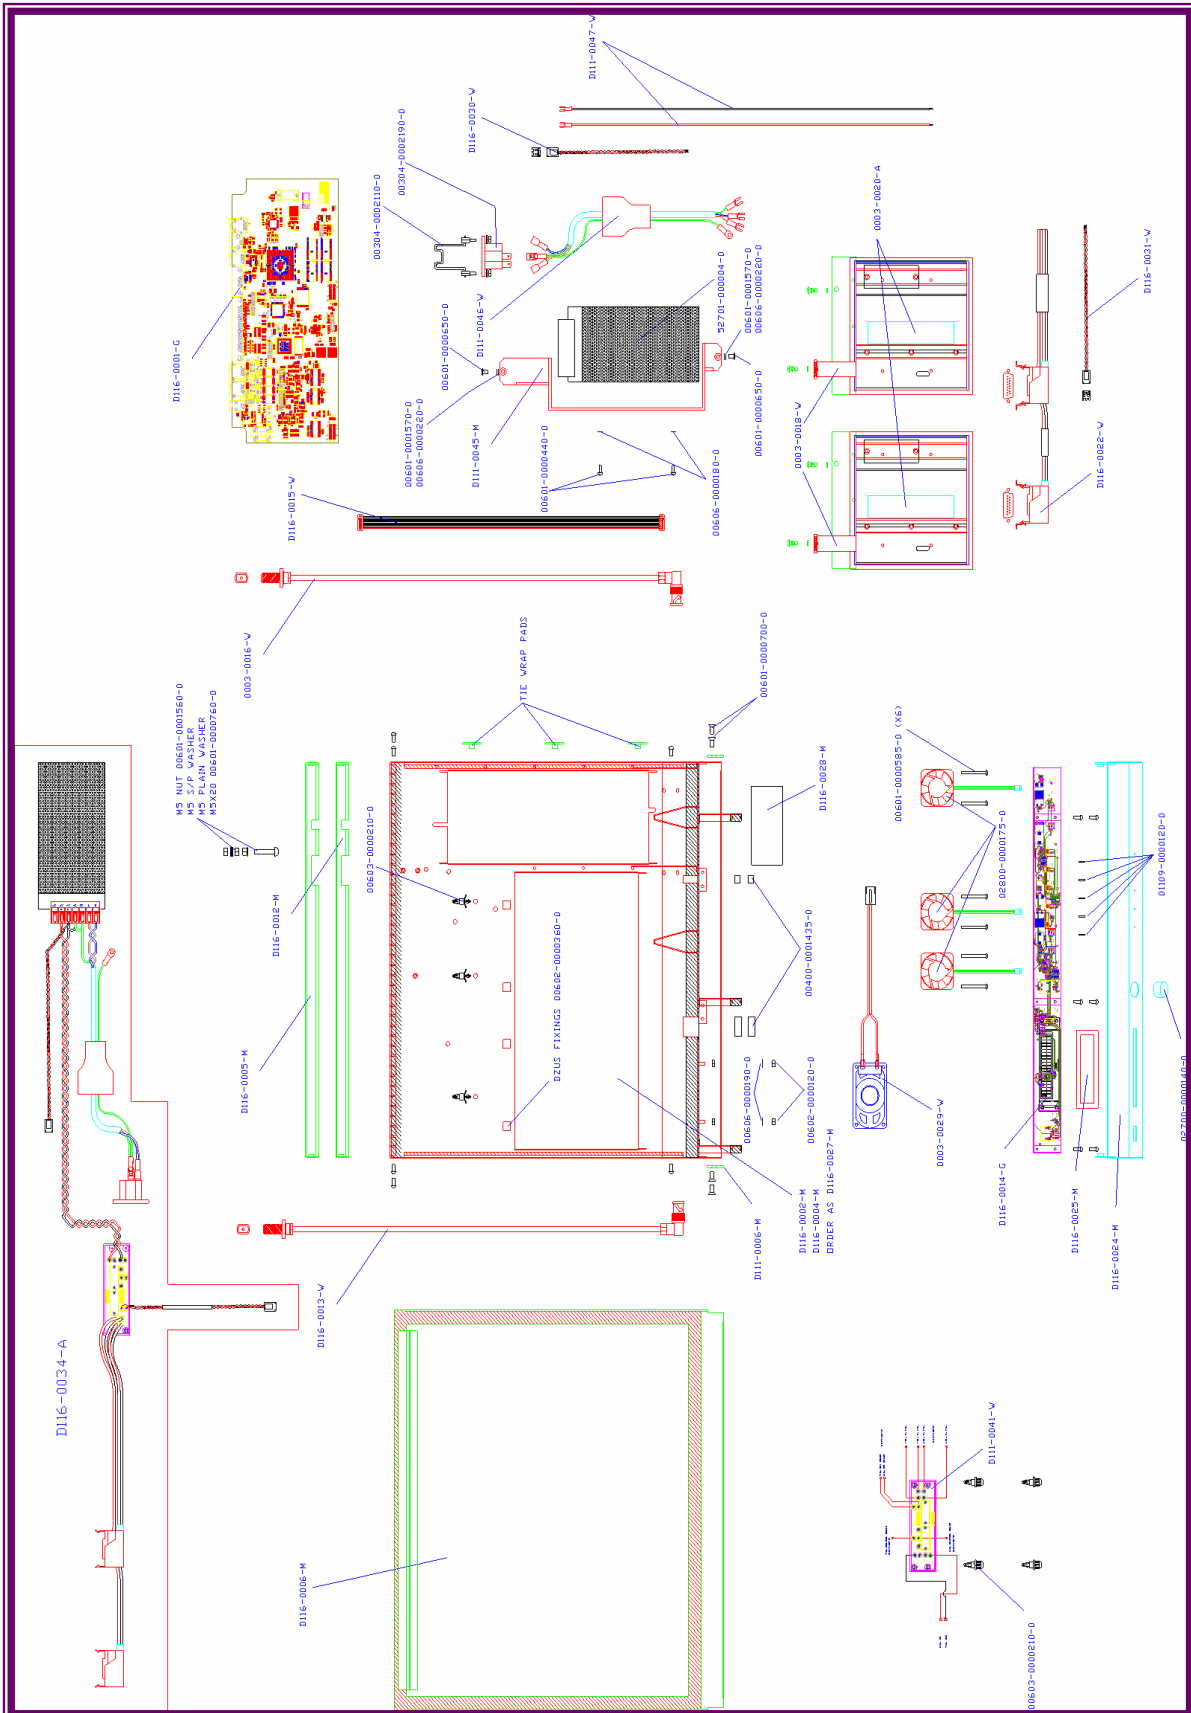 D111-0047-W
D116-0030-W
00304-0002190-0
00304-0002110-0
D116-0001-G
D111-0046-W
00601-0000650-0
00601-0001570-0
00606-0000220-0
D111-0045-M
00601-0000440-0
00606-0000180-0
52701-000004-0
00601-0001570-0
00606-0000220-0
00601-0000650-0
0003-0020-A
0003-0018-W
D116-0031-W
D116-0022-W
D116-0015-W
0003-0016-W
M5 NUT 00601-0001560-0
M5 S/P WASHER
M5 PLAIN WASHER
M5X20 00601-0000760-0
TIE WRAP PADS
00601-0000700-0
D116-0028-M
00601-0000585-0 (X6)
02800-0000175-0
01109-0000120-0
00603-0000210-0
D116-0012-M
D116-0005-M
DZUS FIXINGS 00602-0000360-0
00400-0001435-0
00606-0000190-0
00602-0000120-0
0003-0029-W
D116-0014-G
D116-0025-M
D116-0024-M
02700-0000140-0
D111-0006-M
D116-0002-M
D116-0004-M
ORDER AS D116-0027-M
D116-0013-W
D116-0034-A
D116-0006-M
D111-0041-W
00603-0000210-0